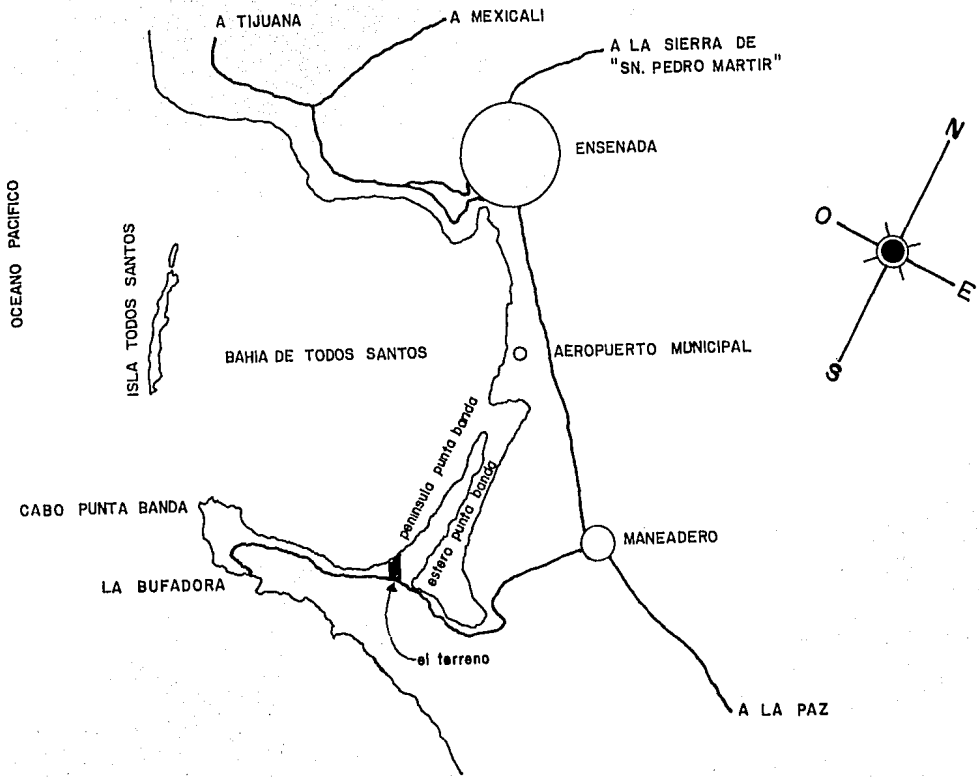 A TIJUANA
A MEXICALI
A LA SIERRA DE
"SN. PEDRO MARTIR"
ENSENADA
N
O
E
S
OCEANO PACIFICO
ISLA TODOS SANTOS
BAHIA DE TODOS SANTOS
AEROPUERTO MUNICIPAL
peninsula punta banda
estero punta banda
CABO PUNTA BANDA
MANEADERO
LA BUFADORA
el terreno
A LA PAZ